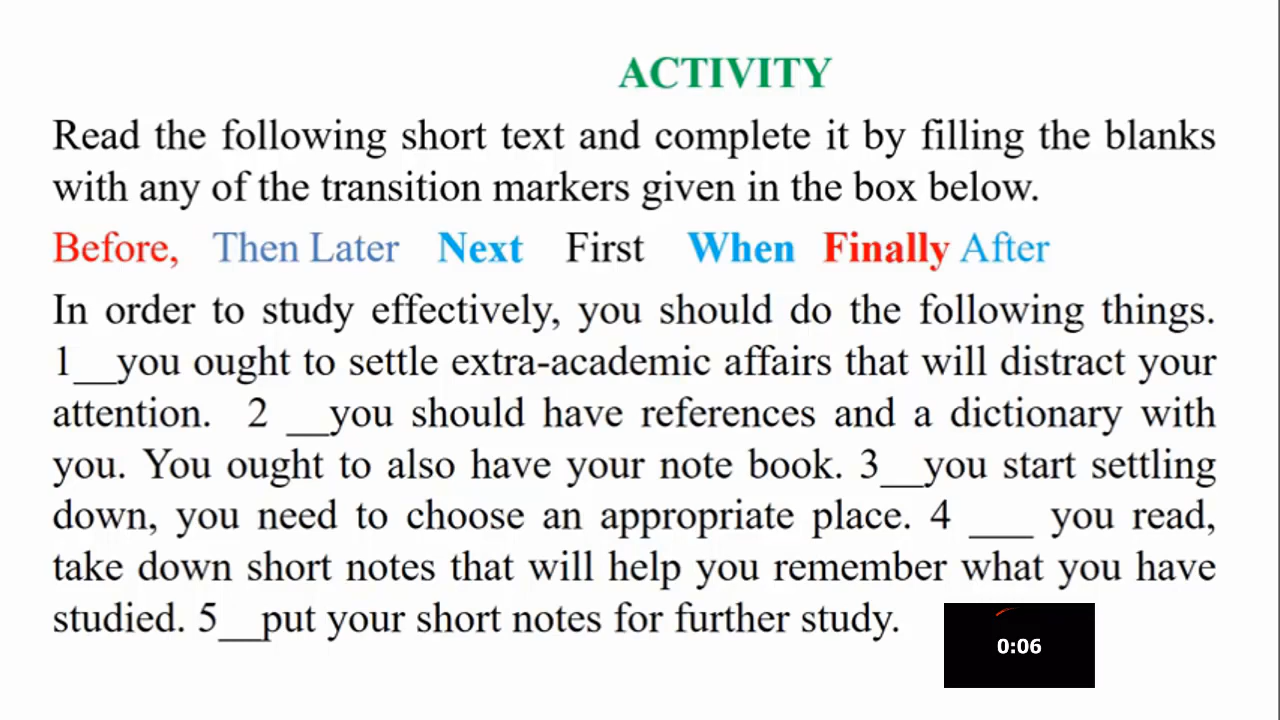 ACTIVITY
Read the following short text and complete it by filling the blanks
with any of the transition markers given in the box below.
Before, Then Later Next First When Finally After
In order to study effectively, you should do the following things.
1__you ought to settle extra-academic affairs that will distract your
attention. 2 __you should have references and a dictionary with
you. You ought to also have your note book. 3__you start settling
down, you need to choose an appropriate place. 4 ___ you read,
take down short notes that will help you remember what you have
studied. 5__put your short notes for further study.
0:06